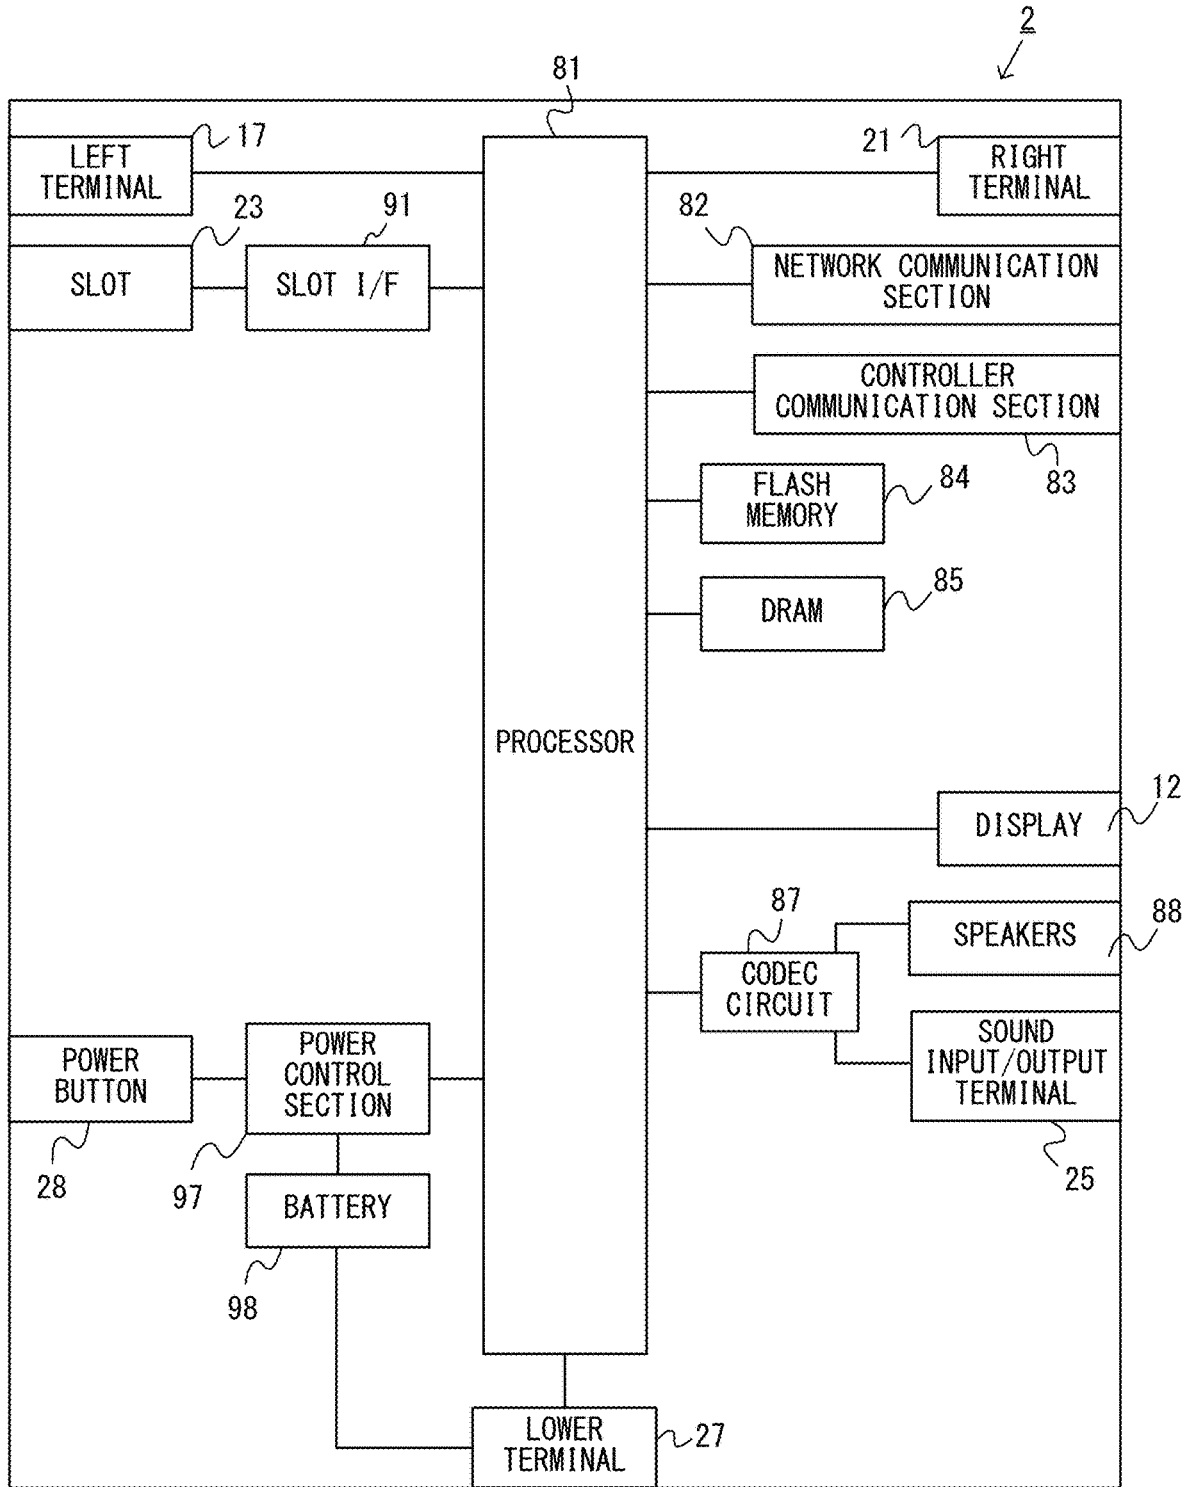 2
81
17
LEFT
TERMINAL
21
RIGHT
TERMINAL
23
91
82
SLOT
SLOT I/F
NETWORK COMMUNICATION
SECTION
CONTROLLER
COMMUNICATION SECTION
83
FLASH
MEMORY
84
DRAM
85
PROCESSOR
12
DISPLAY
87
88
SPEAKERS
CODEC
CIRCUIT
SOUND
INPUT/OUTPUT
TERMINAL
25
POWER
BUTTON
28
POWER
CONTROL
SECTION
97
BATTERY
98
LOWER
TERMINAL
27